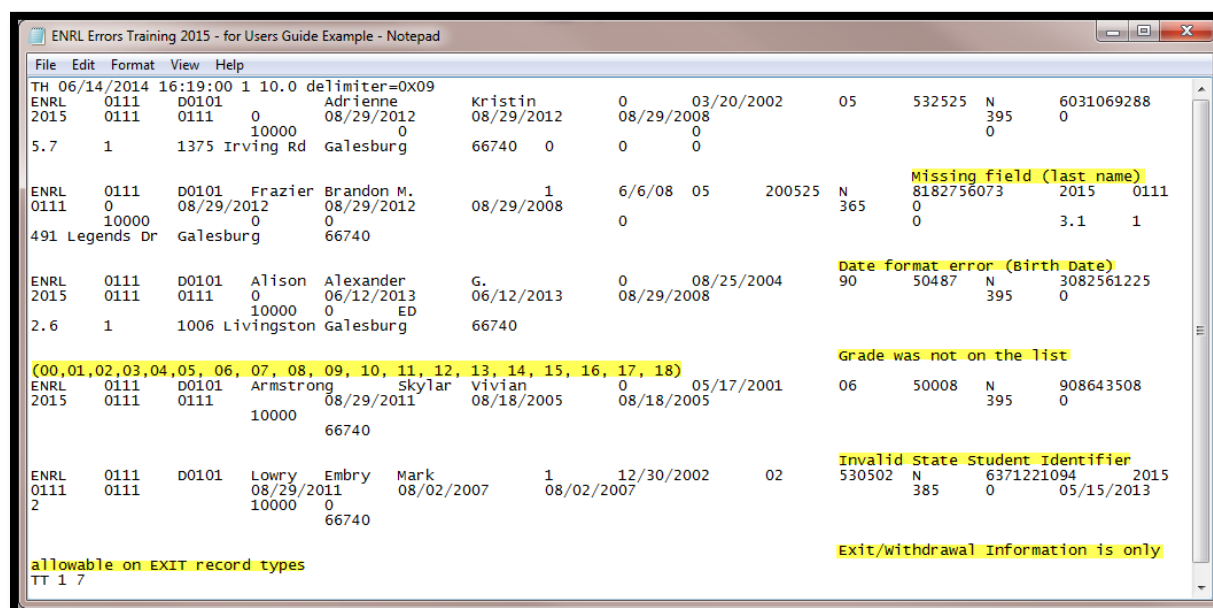 ENRL Errors Training 2015 - for Users Guide Example - Notepad
File Edit Format View Help
TH 06/14/2014 16:19:00 1 10.0 delimiter=0X09
ENRL 0111 D0101 Adrienne Kristin 0 03/20/2002 05 532525 N 6031069288
2015 0111 0111 0 08/29/2012 08/29/2012 08/29/2008 395 0
10000 0 0 0
5.7 1 1375 Irving Rd Galesburg 66740 0 0 0
Missing field (last name)
ENRL 0111 D0101 Frazier Brandon M. 1 6/6/08 05 200525 N 8182756073 2015 0111
0111 0 08/29/2012 08/29/2012 08/29/2008 365 0
10000 0 0 0 0 3.1 1
491 Legends Dr Galesburg 66740
Date format error (Birth Date)
ENRL 0111 D0101 Alison Alexander G. 0 08/25/2004 90 50487 N 3082561225
2015 0111 0111 0 06/12/2013 06/12/2013 08/29/2008 395 0
10000 0 ED
2.6 1 1006 Livingston Galesburg 66740
Grade was not on the list
(00,01,02,03,04,05, 06, 07, 08, 09, 10, 11, 12, 13, 14, 15, 16, 17, 18)
ENRL 0111 D0101 Armstrong Skylar Vivian 0 05/17/2001 06 50008 N 908643508
2015 0111 0111 08/29/2011 08/18/2005 08/18/2005 395 0
10000
66740
Invalid State Student Identifier
ENRL 0111 D0101 Lowry Embry Mark 1 12/30/2002 02 530502 N 6371221094 2015
0111 0111 08/29/2011 08/02/2007 08/02/2007 385 0 05/15/2013
2 10000 0
66740
Exit/Withdrawal Information is only
allowable on EXIT record types
TT 1 7